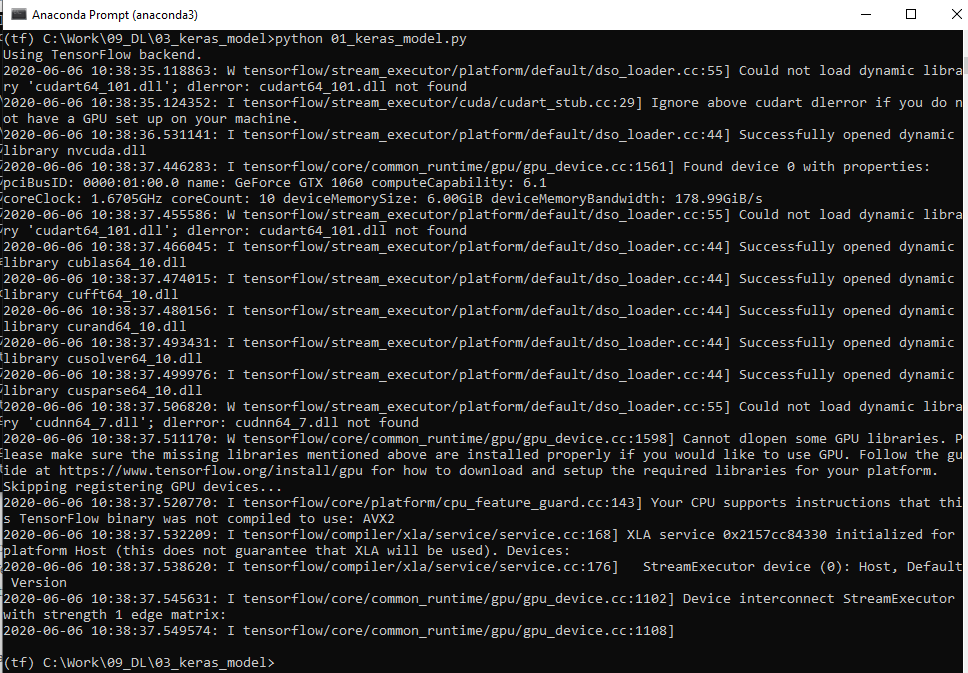 Anaconda Prompt (anaconda3)
(tf) C:\Work\09_DL\03_keras_model>python 01_keras_model.py
Using TensorFlow backend.
2020-06-06 10:38:35.118863: W tensorflow/stream_executor/platform/default/dso_loader.cc:55] Could not load dynamic libra
ry 'cudart64_101.dll'; dlerror: cudart64_101.dll not found
2020-06-06 10:38:35.124352: I tensorflow/stream_executor/cuda/cudart_stub.cc:29] Ignore above cudart dlerror if you do n
ot have a GPU set up on your machine.
2020-06-06 10:38:36.531141: I tensorflow/stream_executor/platform/default/dso_loader.cc:44] Successfully opened dynamic
library nvcuda.dll
2020-06-06 10:38:37.446283: I tensorflow/core/common_runtime/gpu/gpu_device.cc:1561] Found device 0 with properties:
pciBusID: 0000:01:00.0 name: GeForce GTX 1060 computeCapability: 6.1
coreClock: 1.6705GHz coreCount: 10 deviceMemorySize: 6.00GiB deviceMemoryBandwidth: 178.99GiB/s
2020-06-06 10:38:37.455586: W tensorflow/stream_executor/platform/default/dso_loader.cc:55] Could not load dynamic libra
ry 'cudart64_101.dll'; dlerror: cudart64_101.dll not found
2020-06-06 10:38:37.466045: I tensorflow/stream_executor/platform/default/dso_loader.cc:44] Successfully opened dynamic
library cublas64_10.dll
2020-06-06 10:38:37.474015: I tensorflow/stream_executor/platform/default/dso_loader.cc:44] Successfully opened dynamic
library cufft64_10.dll
2020-06-06 10:38:37.480156: I tensorflow/stream_executor/platform/default/dso_loader.cc:44] Successfully opened dynamic
library curand64_10.dll
2020-06-06 10:38:37.493431: I tensorflow/stream_executor/platform/default/dso_loader.cc:44] Successfully opened dynamic
library cusolver64_10.dll
2020-06-06 10:38:37.499976: I tensorflow/stream_executor/platform/default/dso_loader.cc:44] Successfully opened dynamic
library cusparse64_10.dll
2020-06-06 10:38:37.506820: W tensorflow/stream_executor/platform/default/dso_loader.cc:55] Could not load dynamic libra
ry 'cudnn64_7.dll'; dlerror: cudnn64_7.dll not found
2020-06-06 10:38:37.511170: W tensorflow/core/common_runtime/gpu/gpu_device.cc:1598] Cannot dlopen some GPU libraries. P
lease make sure the missing libraries mentioned above are installed properly if you would like to use GPU. Follow the gu
ide at https://www.tensorflow.org/install/gpu for how to download and setup the required libraries for your platform.
Skipping registering GPU devices...
2020-06-06 10:38:37.520770: I tensorflow/core/platform/cpu_feature_guard.cc:143] Your CPU supports instructions that thi
s TensorFlow binary was not compiled to use: AVX2
2020-06-06 10:38:37.532209: I tensorflow/compiler/xla/service/service.cc:168] XLA service 0x2157cc84330 initialized for
platform Host (this does not guarantee that XLA will be used). Devices:
2020-06-06 10:38:37.538620: I tensorflow/compiler/xla/service/service.cc:176]   StreamExecutor device (0): Host, Default
 Version
2020-06-06 10:38:37.545631: I tensorflow/core/common_runtime/gpu/gpu_device.cc:1102] Device interconnect StreamExecutor
with strength 1 edge matrix:
2020-06-06 10:38:37.549574: I tensorflow/core/common_runtime/gpu/gpu_device.cc:1108]
(tf) C:\Work\09_DL\03_keras_model>